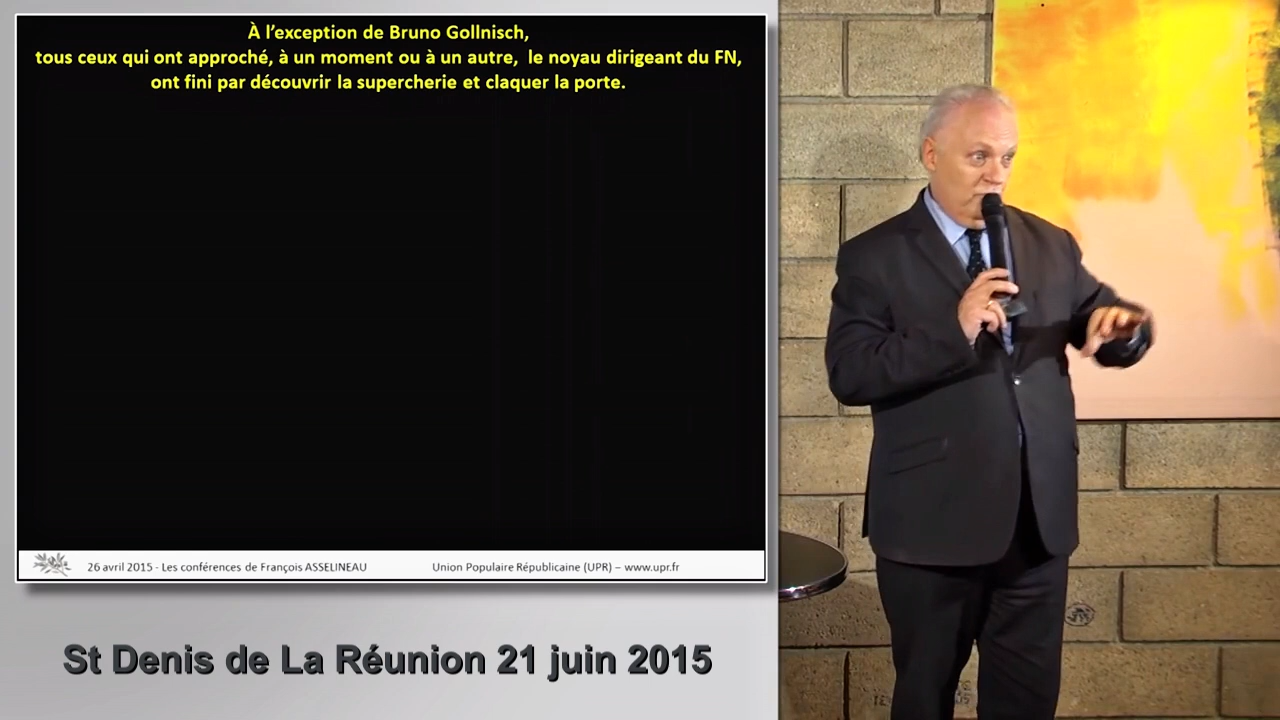 À l’exception de Bruno Gollnisch,
tous ceux qui ont approché, à un moment ou à un autre, le noyau dirigeant du FN,
ont fini par découvrir la supercherie et claquer la porte.
26 avril 2015 - Les conférences de François ASSELINEAU
Union Populaire Républicaine (UPR) – www.upr.fr
St Denis de La Réunion 21 juin 2015